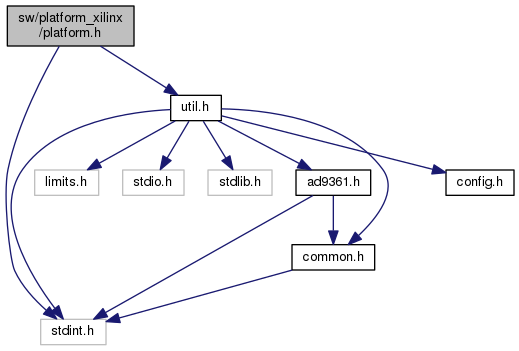 sw/platform_xilinx
/platform.h
util.h
limits.h
stdio.h
stdlib.h
ad9361.h
config.h
common.h
stdint.h